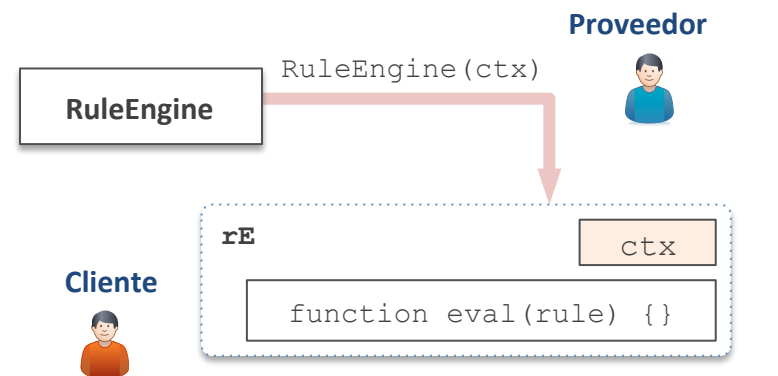 Proveedor
RuleEngine(ctx)
RuleEngine
rE
ctx
Cliente
function eval(rule) {}